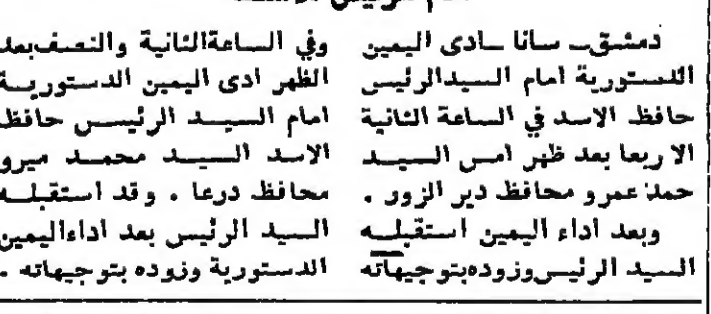 دمشق ــ سانا ــ ادى اليمين
الدستورية امام السيد الرئيس
حافظ الاسد في الساعة الثانية
الا ربعا بعد ظهر امس السيد
حمد عمرو محافظ دير الزور .
وبعد اداء اليمين استقبله
السيد الرئيس وزوده بتوجيهاته
وفي الساعة الثانية والنصف بعد
الظهر ادى اليمين الدستورية
امام السيد الرئيس حافظ
الاسد السيد محمد ميرو
محافظ درعا . وقد استقبله
السيد الرئيس بعد اداء اليمين
الدستورية وزوده بتوجيهاته .